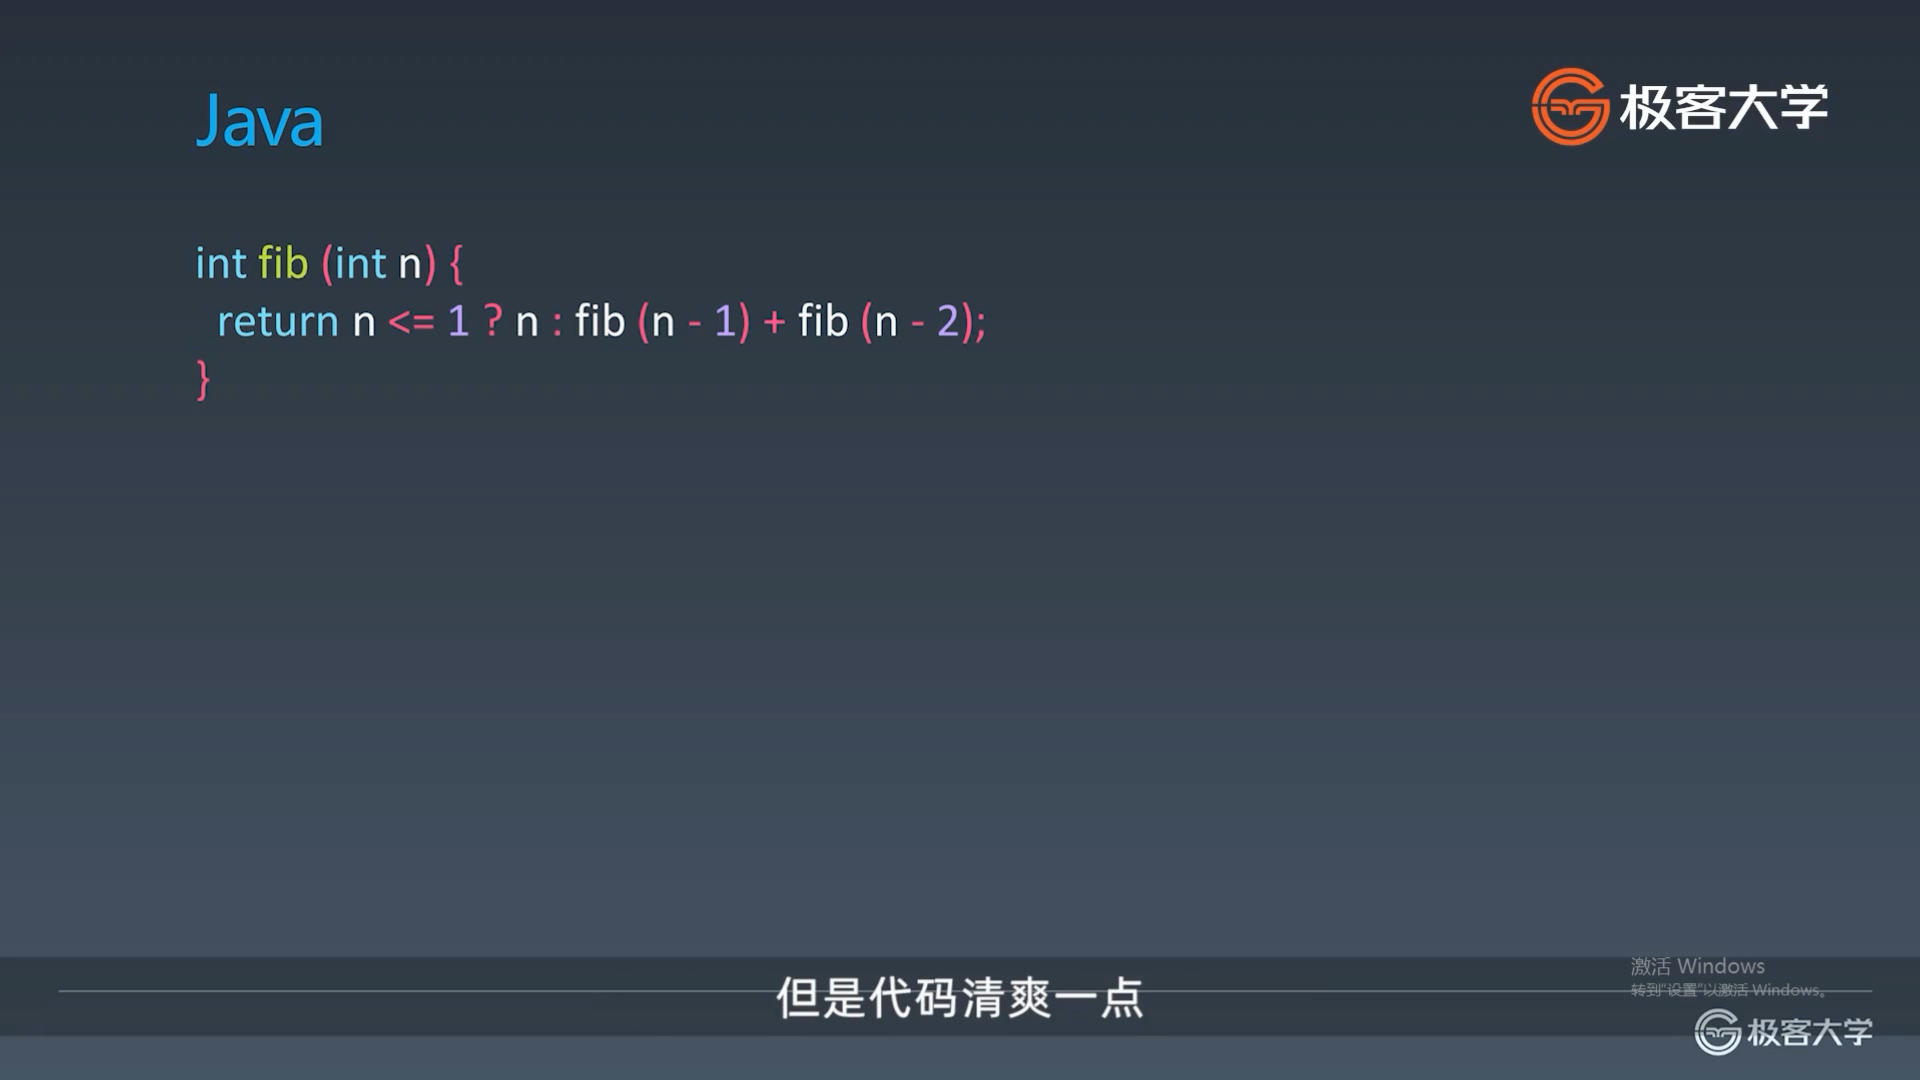 Java
极客大学
int fib (int n) {
return n <= 1 ? n : fib (n - 1) + fib (n - 2);
}
但是代码清爽一点
激活 Windows
转到“设置”以激活 Windows。
极客大学